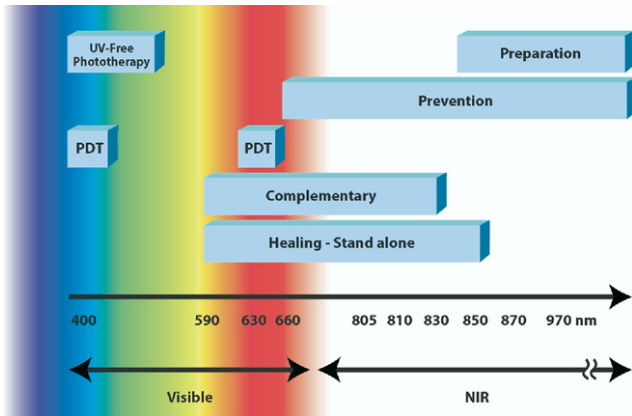 UV-Free
Phototherapy
Preparation
Prevention
PDT
PDT
Complementary
Healing - Stand alone
400 590 630 660 805 810 830 850 870 970 nm
Visible NIR